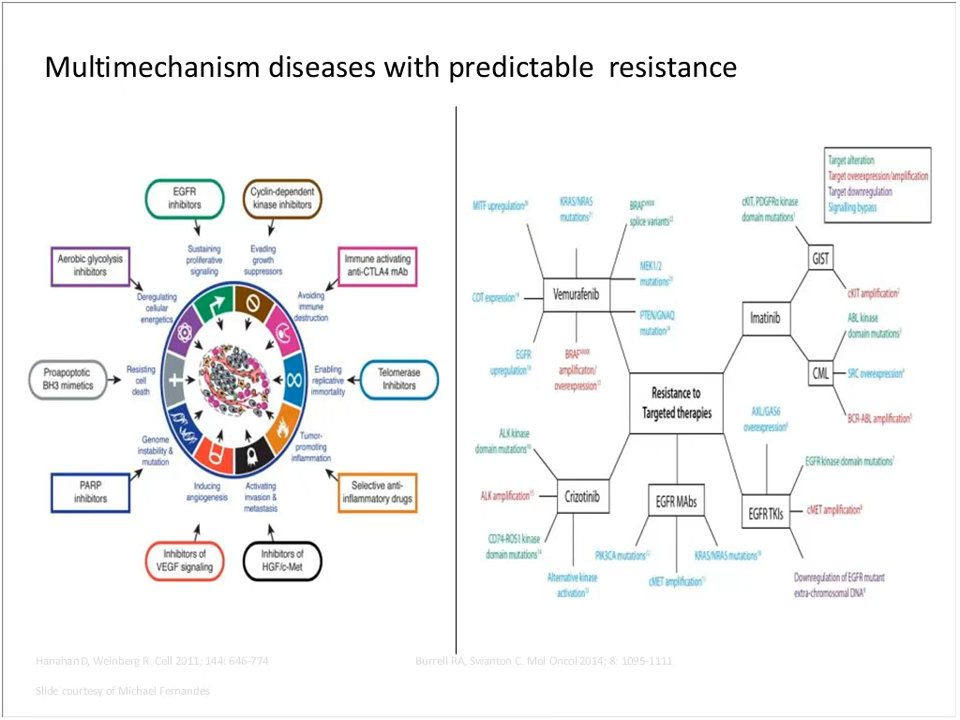 Multimechanism diseases with predictable resistance
EGFR
inhibitors
Cyclin-dependent
kinase inhibitors
Aerobic glycolysis
inhibitors
Immune activating
anti-CTLA4 mAb
Sustaining
proliferative
signaling
Evading
growth
suppressors
Deregulating
cellular
energetics
Avoiding
immune
destruction
Proapoptotic
BH3 mimetics
Resisting
cell
death
Enabling
replicative
immortality
Telomerase
Inhibitors
Genome
instability &
mutation
Tumor-
promoting
inflammation
PARP
inhibitors
Inducing
angiogenesis
Activating
invasion &
metastasis
Selective anti-
inflammatory drugs
Inhibitors of
VEGF signaling
Inhibitors of
HGF/c-Met
Target alteration
Target overexpression/amplification
Target downregulation
Signalling bypass
MITF upregulation
KRAS/NRAS
mutations
BRAF
splice variants
Vemurafenib
MEK1/2
mutations
COT expression
PTEN/GNAQ
mutation
EGFR
upregulation
BRAF
amplificaton/
overexpression
cKIT, PDGFRα kinase
domain mutations
GIST
Imatinib
cKIT amplification
ABL kinase
domain mutations
CML
SRC overexpression
BCR-ABL amplification
Resistance to
Targeted therapies
ALK kinase
domain mutations
ALK amplification
Crizotinib
CD74-ROS1 kinase
domain mutations
Alternative kinase
activation
EGFR MAbs
PIK3CA mutations
cMET amplification
KRAS/NRAS mutations
AXL/GAS6
overexpression
EGFR kinase domain mutations
EGFR TKIs
cMET amplification
Downregulation of EGFR mutant
extra-chromosomal DNA
Hanahan D, Weinberg R. Cell 2011; 144: 646-774
Burrell RA, Swanton C. Mol Oncol 2014; 8: 1095-1111
Slide courtesy of Michael Fernandes